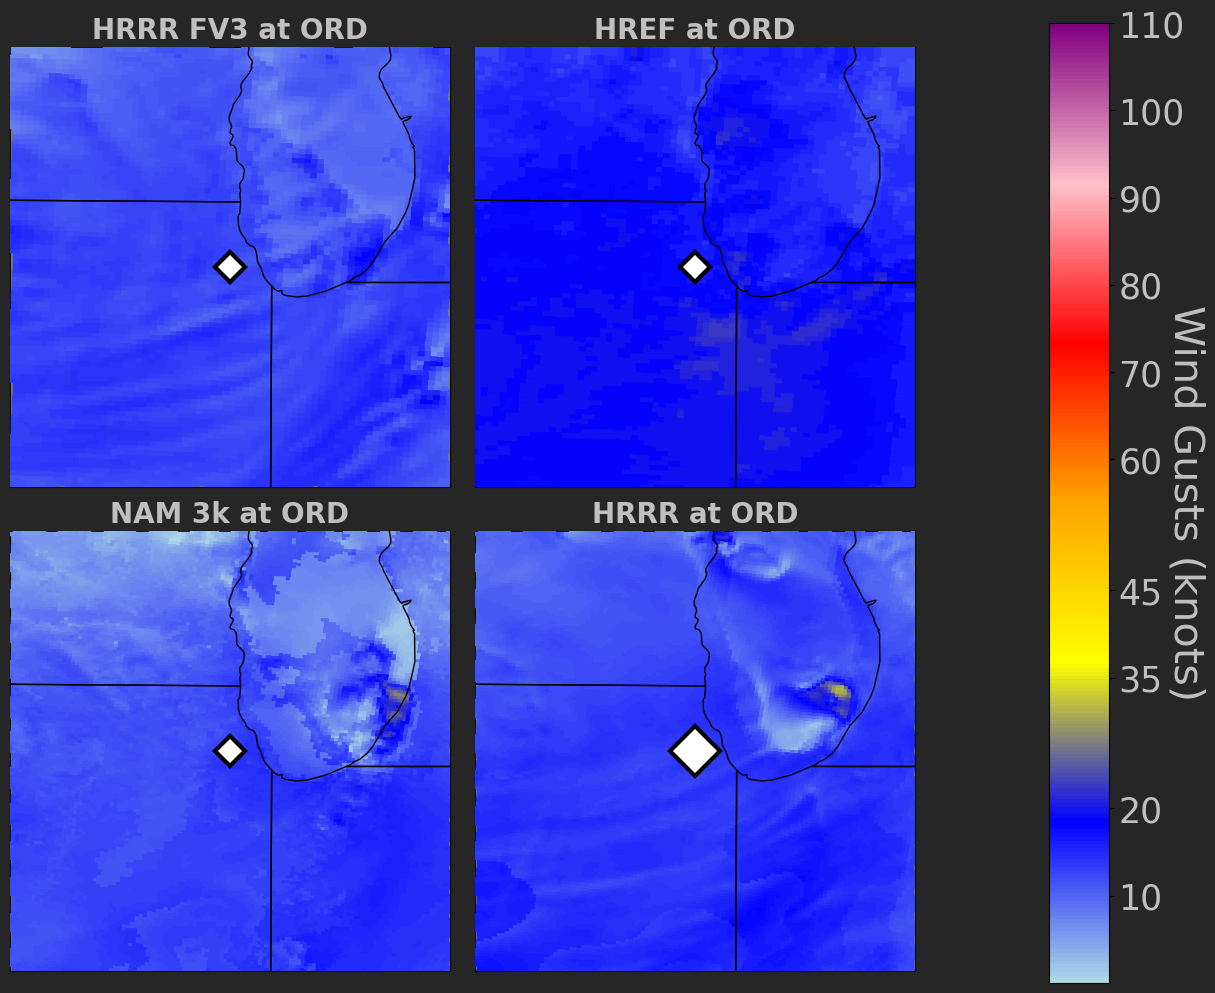 HRRR FV3 at ORD
HREF at ORD
NAM 3k at ORD
HRRR at ORD
110
100
90
80
70
60
45
35
20
10
Wind Gusts (knots)